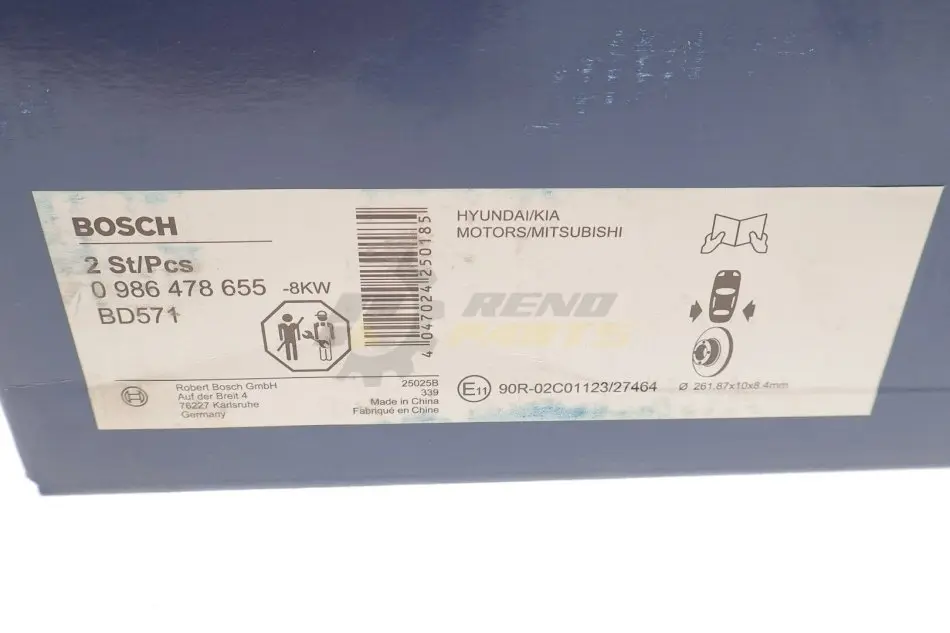 BOSCH
2 St/Pcs
0 986 478 655 -8KW
BD571
Robert Bosch GmbH
Auf der Breit 4
76227 Karlsruhe
Germany
25025B
339
Made in China
Fabriqué en Chine
4 047024 250185
HYUNDAI/KIA
MOTORS/MITSUBISHI
RENO
PARTS
E11 90R-02C01123/27464
Ø 261.87x10x8.4mm